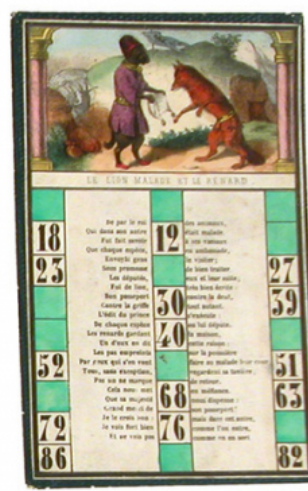 LE LION MALADE ET LE RENARD.
De par le roi des animaux,
Qui dans son antre était malade,
18 Fut fait savoir 12 à ses vassaux
Que chaque espèce en ambassade,
23 Envoyât gens le visiter; 27
Sous promesse de bien traiter
Les députés, eux et leur suite;
Foi de lion, très bien écrite:
Bon passeport 30 contre la dent, 39
Contre la griffe tout autant.
L'édit du prince s'exécute:
De chaque espèce on lui députe.
Les renards gardant 40 la maison,
Un d'eux en dit cette raison:
Les pas empreints sur la poussière
52 Par ceux qui s'en vont faire au malade leur cour, 51
Tous, sans exception, regardent sa tanière;
Pas un ne marque de retour.
Cela nous met 68 en méfiance. 63
Que sa majesté nous dispense:
Grand merci de son passeport!
72 Je le crois bon: 76 mais dans cet antre,
Je vois fort bien comme l'on entre,
86 Et ne vois pas comme on en sort. 82